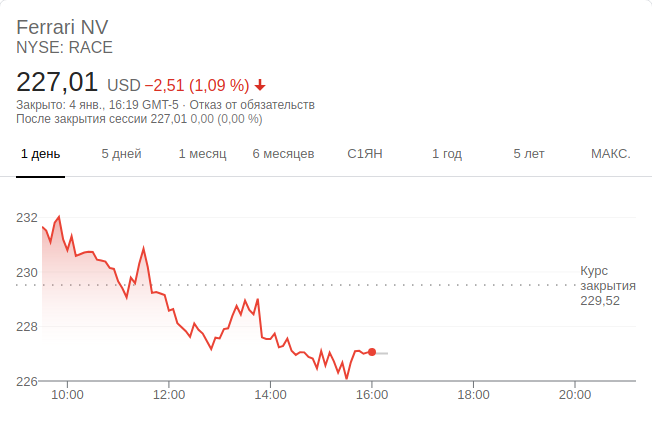 Ferrari NV
NYSE: RACE
227,01 USD −2,51 (1,09 %)
Закрыто: 4 янв., 16:19 GMT-5 · Отказ от обязательств
После закрытия сессии 227,01 0,00 (0,00 %)
1 день 5 дней 1 месяц 6 месяцев С1ЯН 1 год 5 лет МАКС.
232
230
228
226
Курс
закрытия
229,52
10:00 12:00 14:00 16:00 18:00 20:00